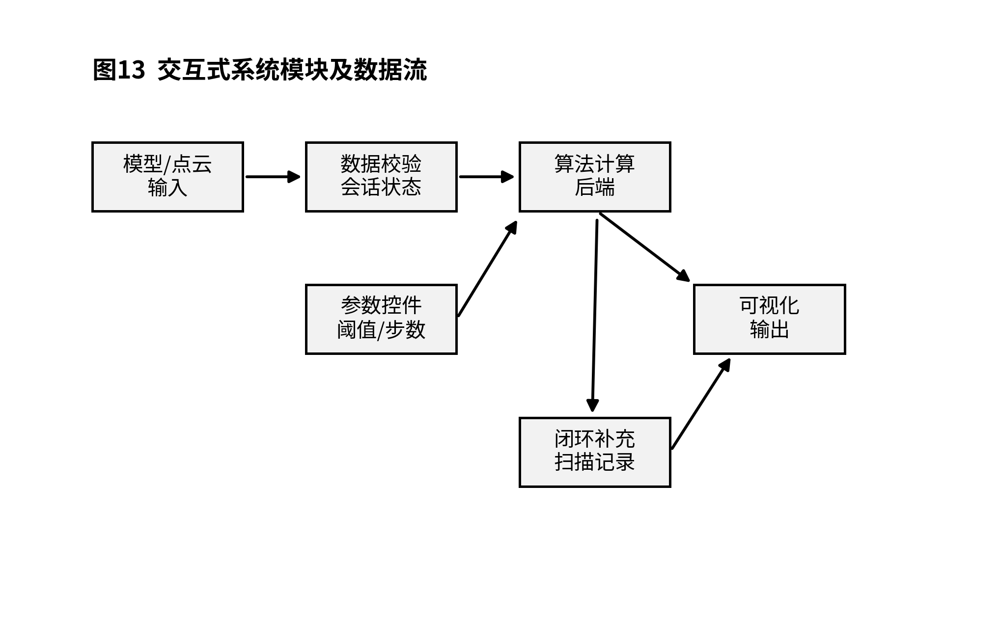 图13 交互式系统模块及数据流
模型/点云
输入
数据校验
会话状态
算法计算
后端
参数控件
阈值/步数
可视化
输出
闭环补充
扫描记录